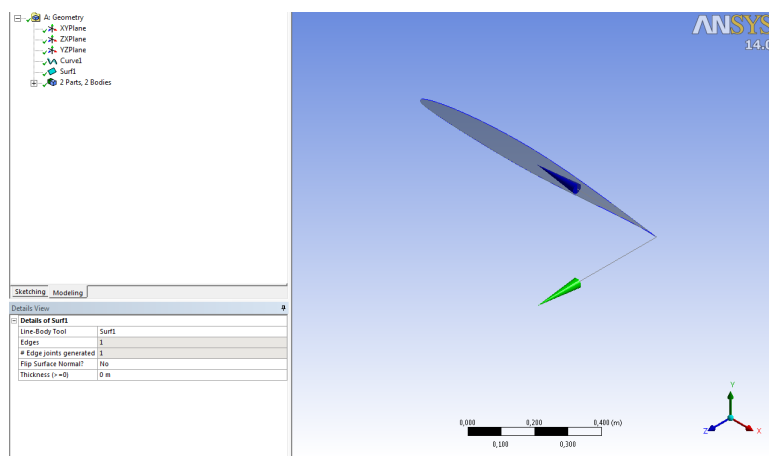 A: Geometry
XYPlane
ZXPlane
YZPlane
Curve1
Surf1
2 Parts, 2 Bodies
Sketching Modeling
Details View
Details of Surf1
Line-Body Tool Surf1
Edges 1
# Edge joints generated 1
Flip Surface Normal? No
Thickness (>=0) 0 m
ANSYS
14.0
0,000 0,200 0,400 (m)
0,100 0,300
Y
Z X